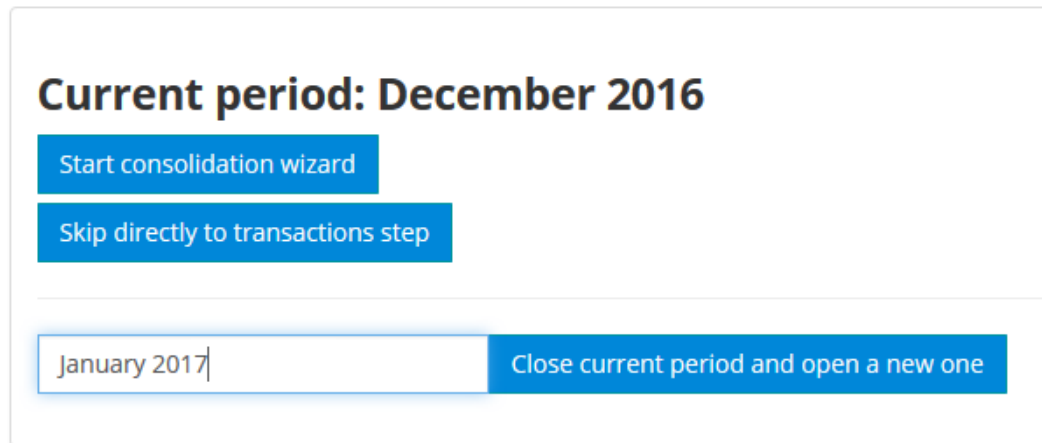 Current period: December 2016
Start consolidation wizard
Skip directly to transactions step
January 2017
Close current period and open a new one